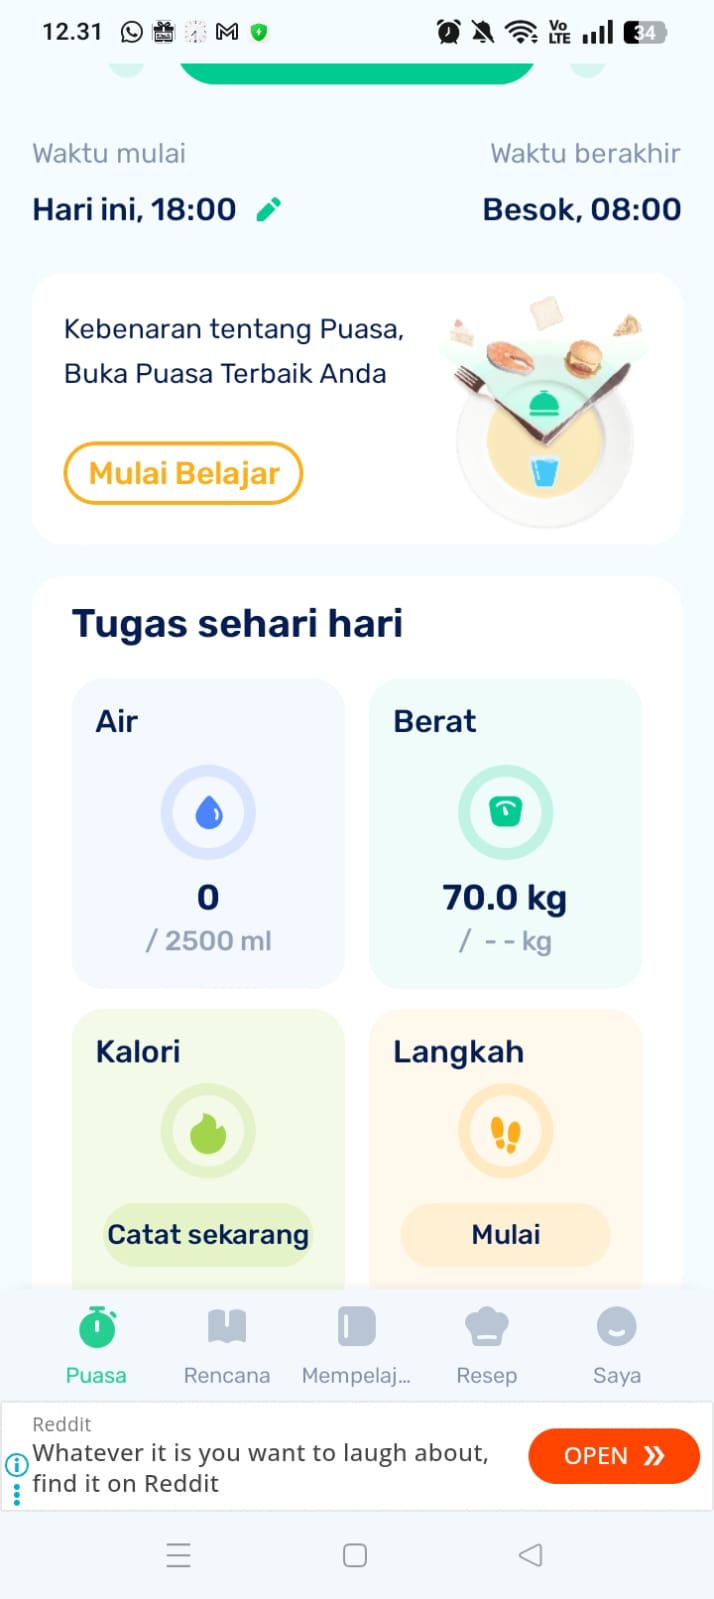 12.31
Vo
LTE
34
Waktu mulai
Waktu berakhir
Hari ini, 18:00
Besok, 08:00
Kebenaran tentang Puasa,
Buka Puasa Terbaik Anda
Mulai Belajar
Tugas sehari hari
Air
Berat
0
70.0 kg
/ 2500 ml
/ -- kg
Kalori
Langkah
Catat sekarang
Mulai
Puasa
Rencana
Mempelaj...
Resep
Saya
Reddit
Whatever it is you want to laugh about,
find it on Reddit
OPEN